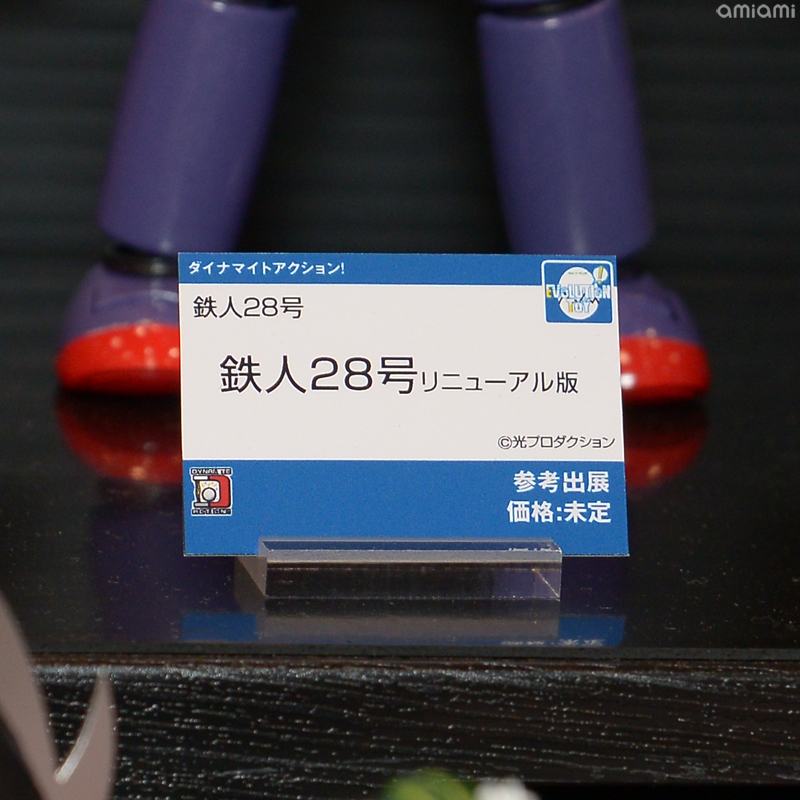 amiami
ダイナマイトアクション!
EVOLUTION
TOY
鉄人28号
鉄人28号リニューアル版
©光プロダクション
DYNAMITE
参考出展
価格:未定